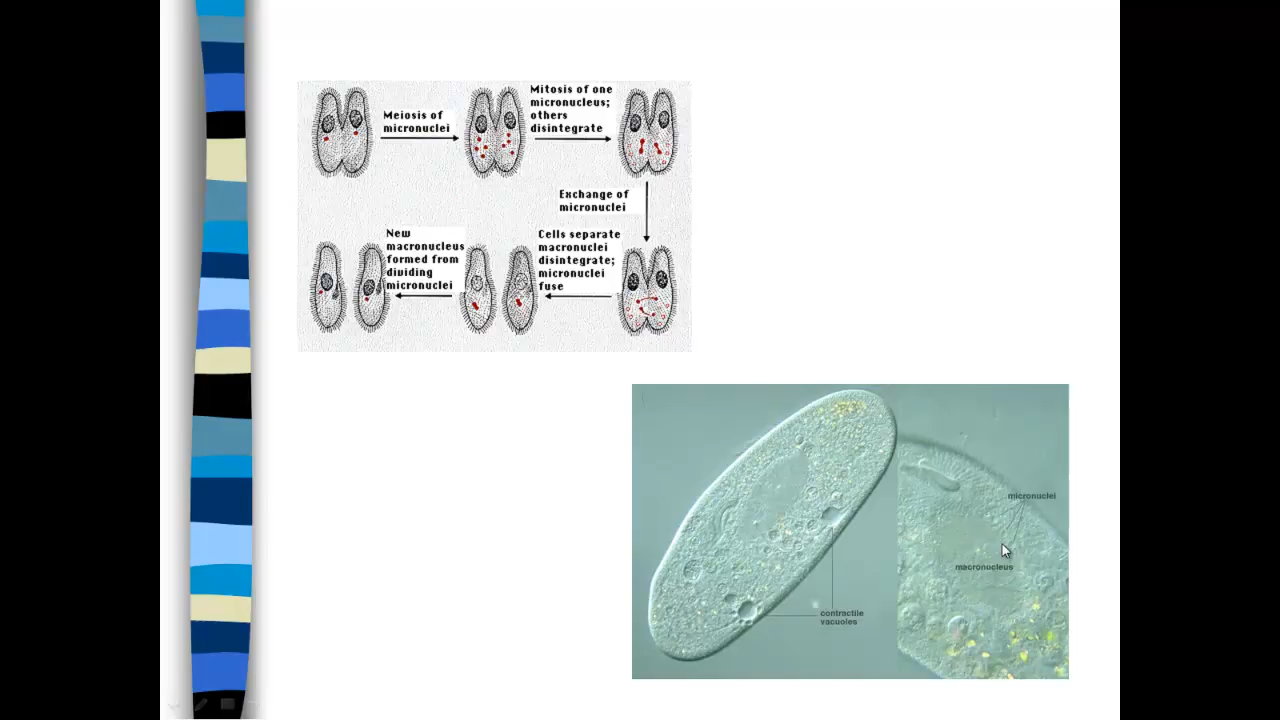 Meiosis of
micronuclei
Mitosis of one
micronucleus;
others
disintegrate
Exchange of
micronuclei
Cells separate
macronuclei
disintegrate;
micronuclei
fuse
New
macronucleus
formed from
dividing
micronuclei
micronuclei
macronucleus
contractile
vacuoles